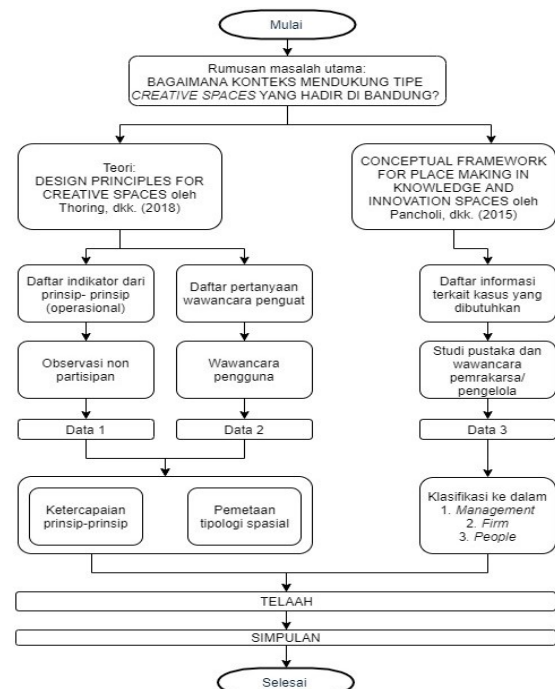 Mulai
Rumusan masalah utama:
BAGAIMANA KONTEKS MENDUKUNG TIPE
CREATIVE SPACES YANG HADIR DI BANDUNG?
Teori:
DESIGN PRINCIPLES FOR
CREATIVE SPACES oleh
Thoring, dkk. (2018)
CONCEPTUAL FRAMEWORK
FOR PLACE MAKING IN
KNOWLEDGE AND
INNOVATION SPACES oleh
Pancholi, dkk. (2015)
Daftar indikator dari
prinsip- prinsip
(operasional)
Daftar pertanyaan
wawancara penguat
Daftar informasi
terkait kasus yang
dibutuhkan
Observasi non
partisipan
Wawancara
pengguna
Studi pustaka dan
wawancara
pemrakarsa/
pengelola
Data 1
Data 2
Data 3
Ketercapaian
prinsip-prinsip
Pemetaan
tipologi spasial
Klasifikasi ke dalam
1. Management
2. Firm
3. People
TELAAH
SIMPULAN
Selesai